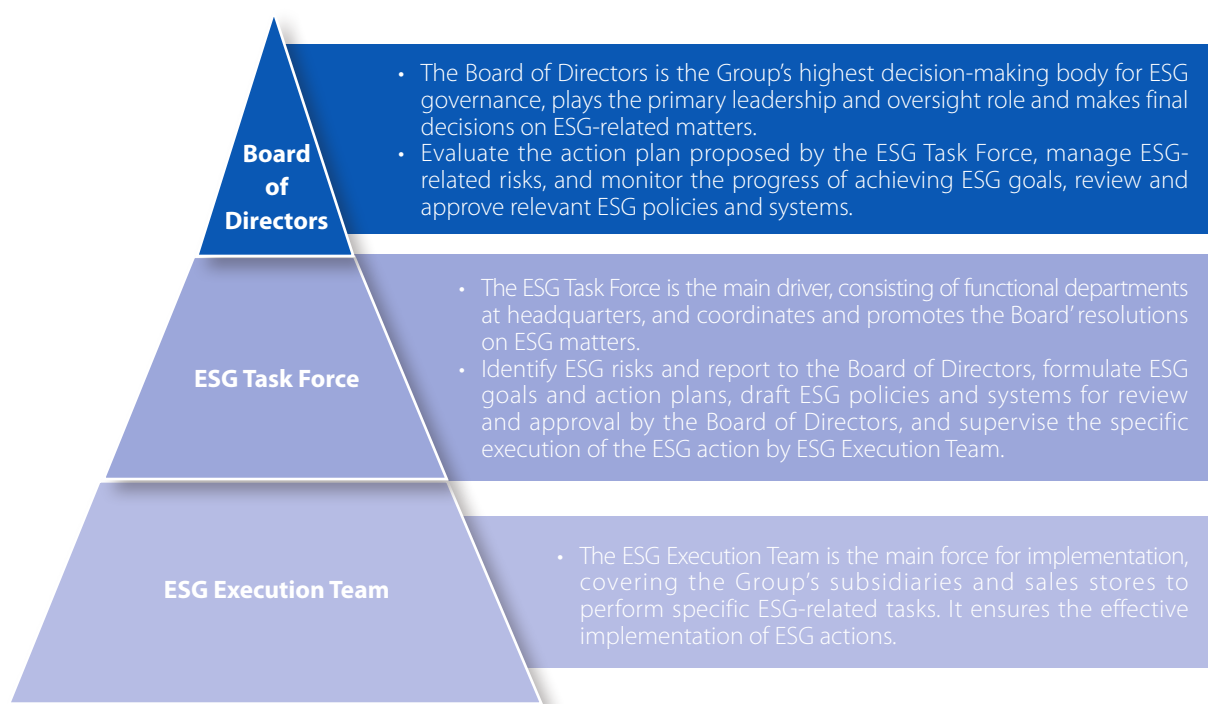 Board
of
Directors
• The Board of Directors is the Group's highest decision-making body for ESG
governance, plays the primary leadership and oversight role and makes final
decisions on ESG-related matters.
• Evaluate the action plan proposed by the ESG Task Force, manage ESG-
related risks, and monitor the progress of achieving ESG goals, review and
approve relevant ESG policies and systems.
ESG Task Force
• The ESG Task Force is the main driver, consisting of functional departments
at headquarters, and coordinates and promotes the Board' resolutions
on ESG matters.
• Identify ESG risks and report to the Board of Directors, formulate ESG
goals and action plans, draft ESG policies and systems for review
and approval by the Board of Directors, and supervise the specific
execution of the ESG action by ESG Execution Team.
ESG Execution Team
• The ESG Execution Team is the main force for implementation,
covering the Group's subsidiaries and sales stores to
perform specific ESG-related tasks. It ensures the effective
implementation of ESG actions.